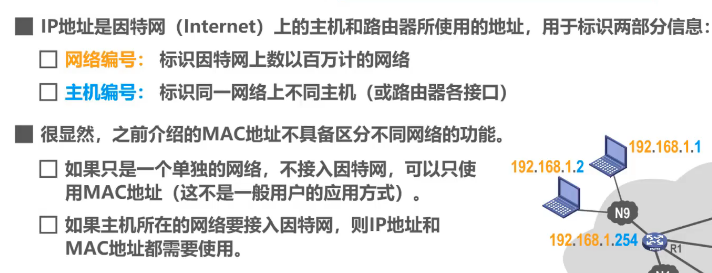 IP地址是因特网（Internet）上的主机和路由器所使用的地址，用于标识两部分信息：
网络编号： 标识因特网上数以百万计的网络
主机编号： 标识同一网络上不同主机（或路由器各接口）
很显然，之前介绍的MAC地址不具备区分不同网络的功能。
如果只是一个单独的网络，不接入因特网，可以只使
用MAC地址（这不是一般用户的应用方式）。
如果主机所在的网络要接入因特网，则IP地址和
MAC地址都需要使用。
192.168.1.1
192.168.1.2
N9
192.168.1.254
R1